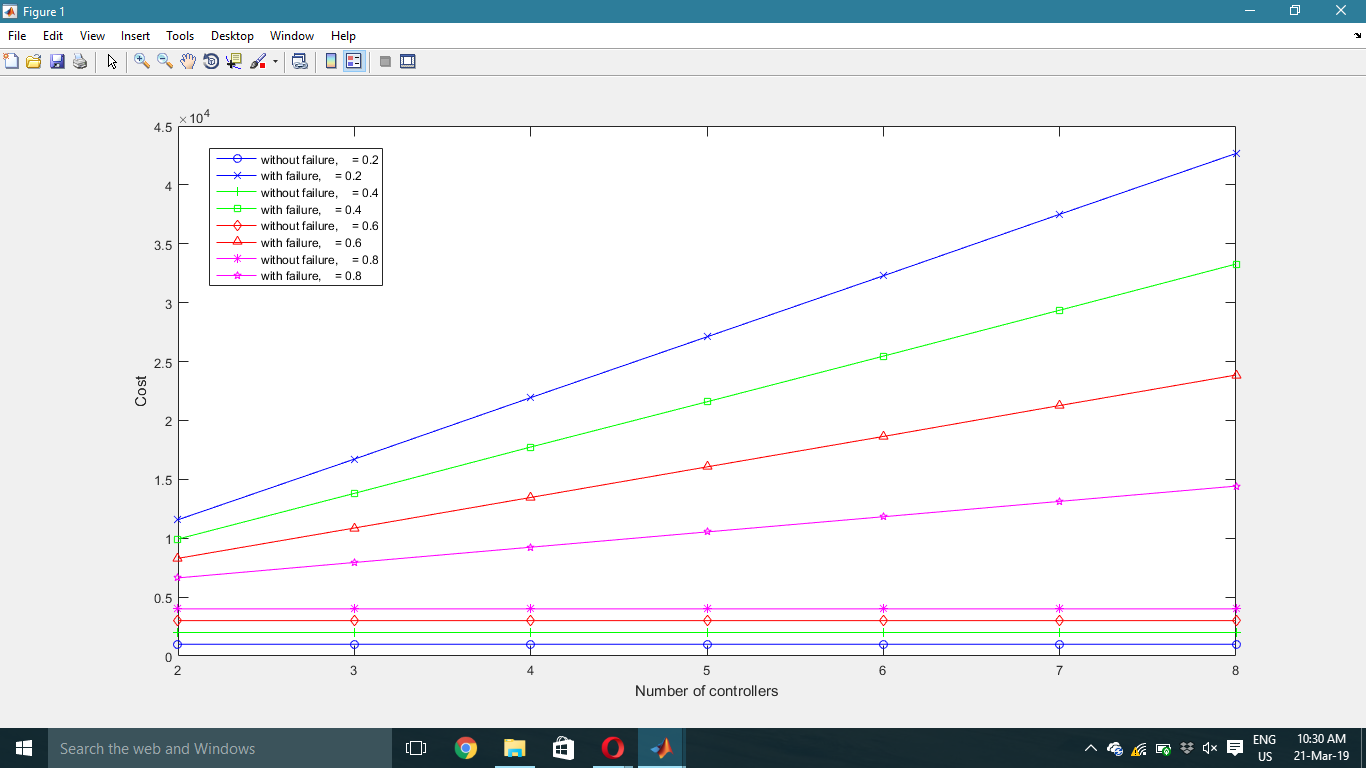 Figure 1
File Edit View Insert Tools Desktop Window Help
×10^4
4.5
4
3.5
3
2.5
2
1.5
1
0.5
0
Cost
without failure, = 0.2
with failure, = 0.2
without failure, = 0.4
with failure, = 0.4
without failure, = 0.6
with failure, = 0.6
without failure, = 0.8
with failure, = 0.8
2 3 4 5 6 7 8
Number of controllers
Search the web and Windows
ENG
US
10:30 AM
21-Mar-19